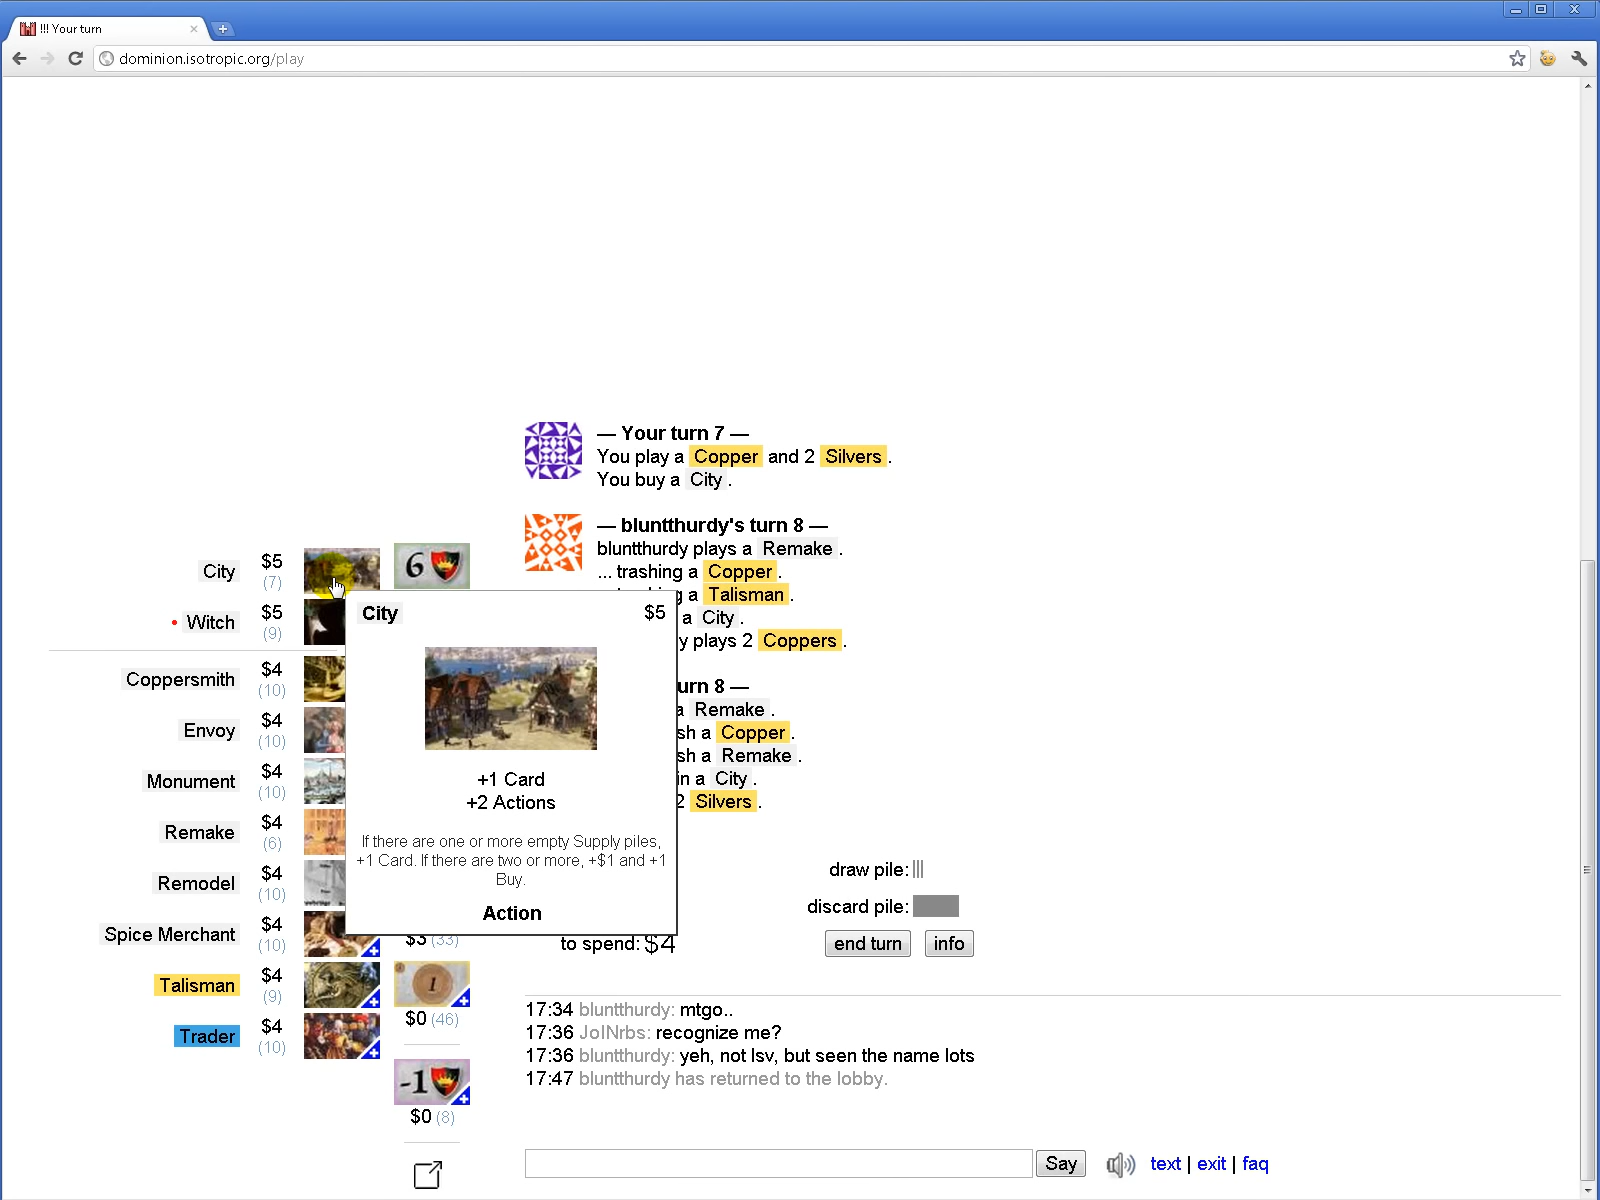 !!! Your turn
dominion.isotropic.org/play
— Your turn 7 —
You play a Copper and 2 Silvers.
You buy a City.
— bluntthurdy's turn 8 —
bluntthurdy plays a Remake.
... trashing a Copper.
g a Talisman.
a City.
y plays 2 Coppers.
urn 8 —
a Remake.
sh a Copper.
sh a Remake.
in a City.
2 Silvers.
City $5 (7)
6
Witch $5 (9)
Coppersmith $4 (10)
Envoy $4 (10)
Monument $4 (10)
Remake $4 (6)
Remodel $4 (10)
Spice Merchant $4 (10)
Talisman $4 (9)
Trader $4 (10)
City $5
+1 Card
+2 Actions
If there are one or more empty Supply piles,
+1 Card. If there are two or more, +$1 and +1
Buy.
Action
$3 (33)
1
$0 (46)
-1
$0 (8)
draw pile:
discard pile:
to spend: $4
end turn info
17:34 bluntthurdy: mtgo..
17:36 JolNrbs: recognize me?
17:36 bluntthurdy: yeh, not lsv, but seen the name lots
17:47 bluntthurdy has returned to the lobby.
Say
text | exit | faq